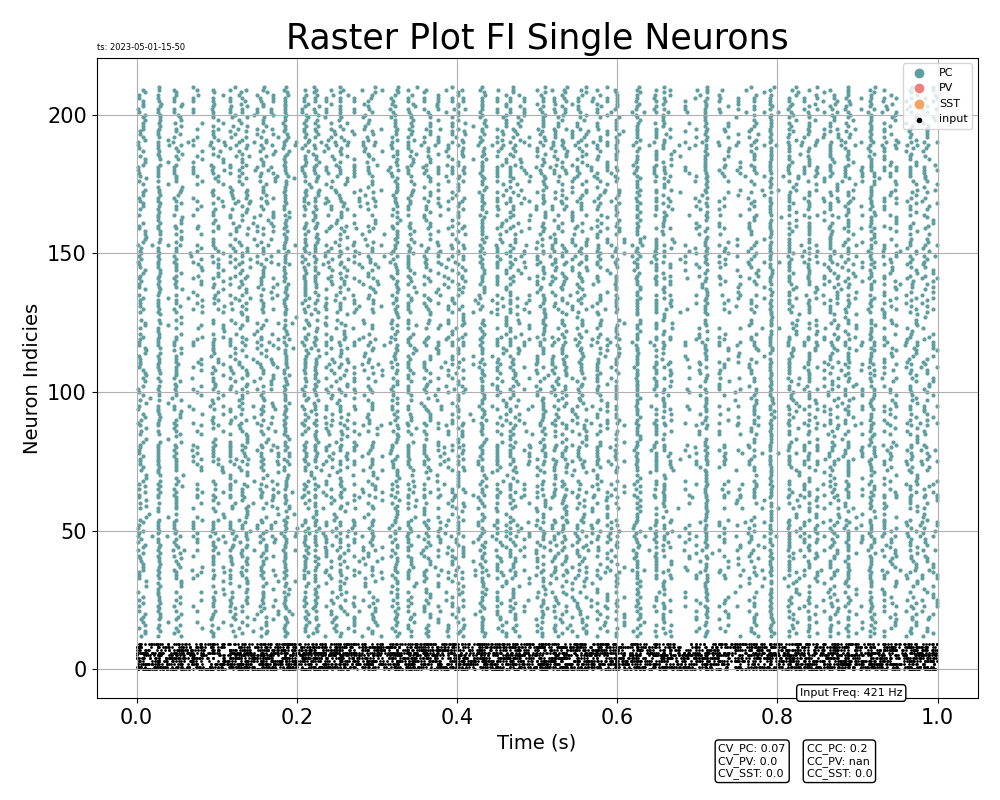 Raster Plot FI Single Neurons
ts: 2023-05-01-15-50
PC
PV
SST
input
200
150
100
50
0
Neuron Indicies
0.0 0.2 0.4 0.6 0.8 1.0
Time (s)
Input Freq: 421 Hz
CV_PC: 0.07
CV_PV: 0.0
CV_SST: 0.0
CC_PC: 0.2
CC_PV: nan
CC_SST: 0.0